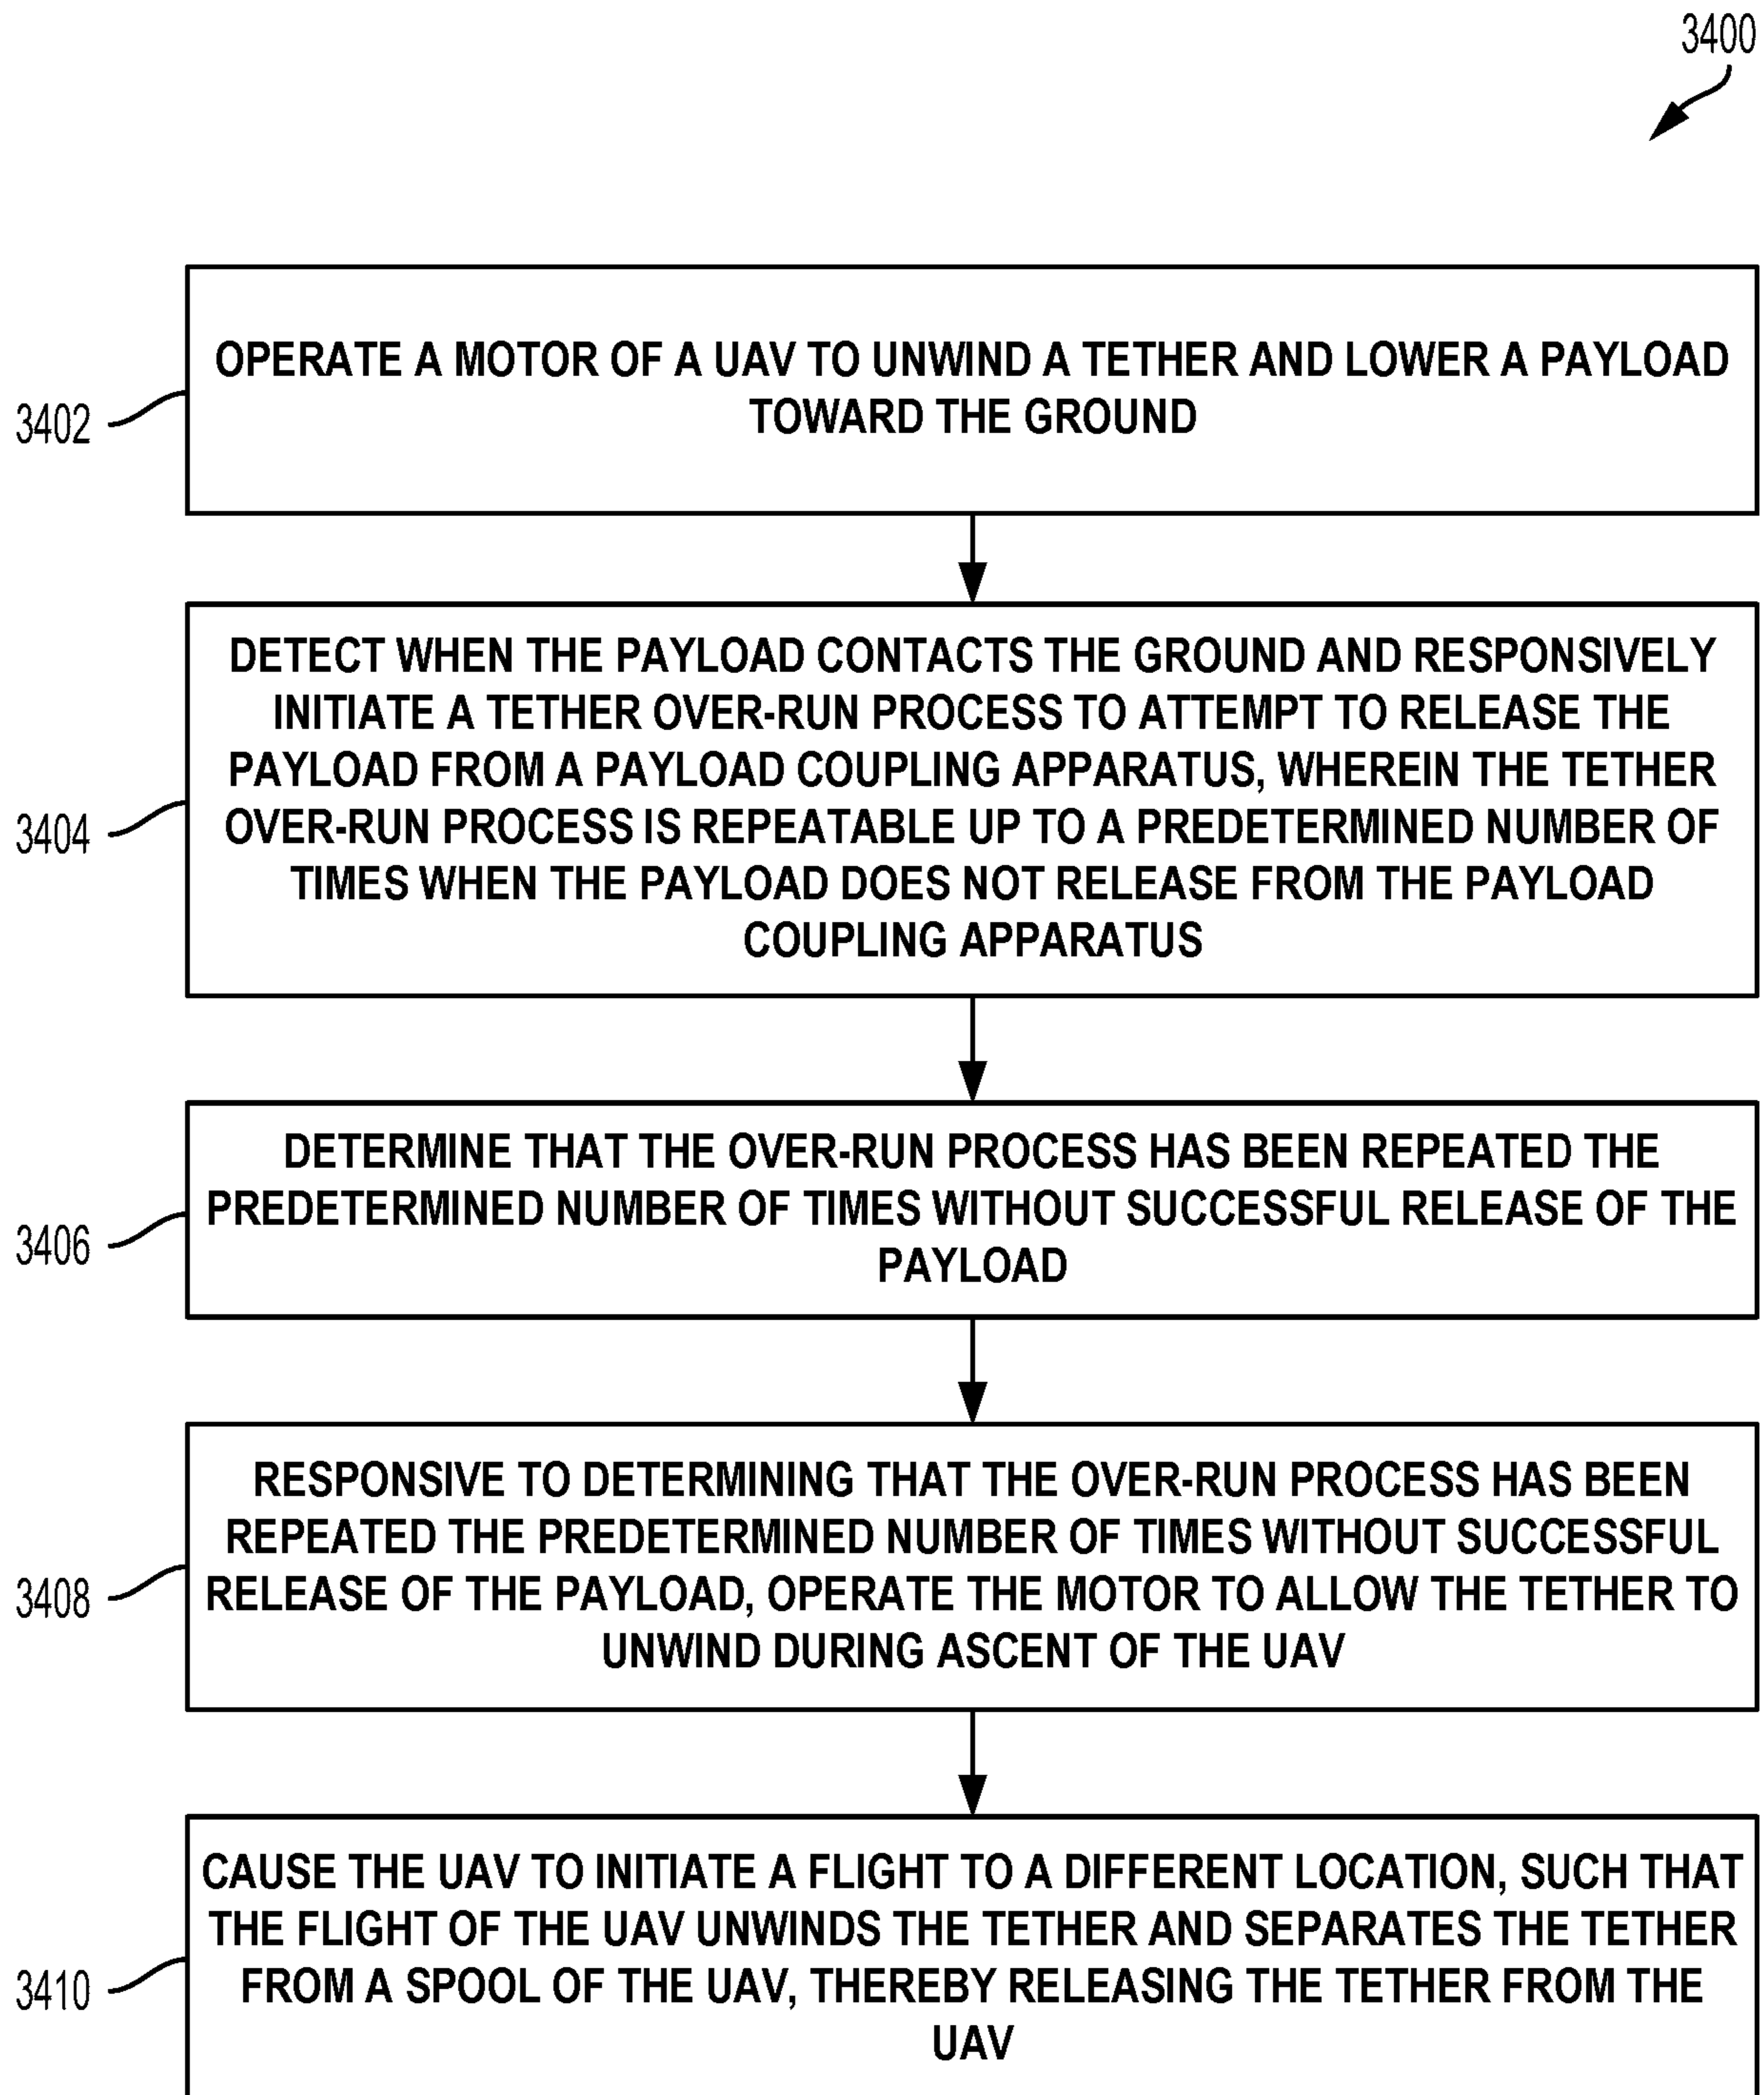 3400
OPERATE A MOTOR OF A UAV TO UNWIND A TETHER AND LOWER A PAYLOAD
TOWARD THE GROUND
3402
DETECT WHEN THE PAYLOAD CONTACTS THE GROUND AND RESPONSIVELY
INITIATE A TETHER OVER-RUN PROCESS TO ATTEMPT TO RELEASE THE
PAYLOAD FROM A PAYLOAD COUPLING APPARATUS, WHEREIN THE TETHER
OVER-RUN PROCESS IS REPEATABLE UP TO A PREDETERMINED NUMBER OF
TIMES WHEN THE PAYLOAD DOES NOT RELEASE FROM THE PAYLOAD
COUPLING APPARATUS
3404
DETERMINE THAT THE OVER-RUN PROCESS HAS BEEN REPEATED THE
PREDETERMINED NUMBER OF TIMES WITHOUT SUCCESSFUL RELEASE OF THE
PAYLOAD
3406
RESPONSIVE TO DETERMINING THAT THE OVER-RUN PROCESS HAS BEEN
REPEATED THE PREDETERMINED NUMBER OF TIMES WITHOUT SUCCESSFUL
RELEASE OF THE PAYLOAD, OPERATE THE MOTOR TO ALLOW THE TETHER TO
UNWIND DURING ASCENT OF THE UAV
3408
CAUSE THE UAV TO INITIATE A FLIGHT TO A DIFFERENT LOCATION, SUCH THAT
THE FLIGHT OF THE UAV UNWINDS THE TETHER AND SEPARATES THE TETHER
FROM A SPOOL OF THE UAV, THEREBY RELEASING THE TETHER FROM THE
UAV
3410